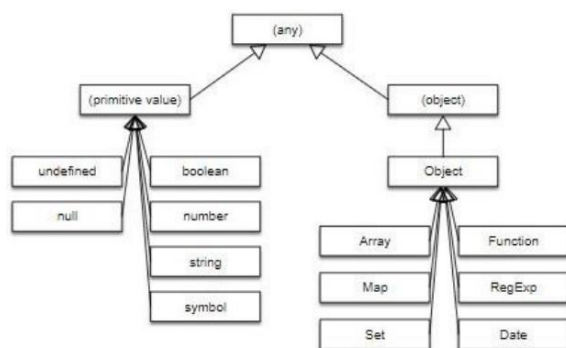 (any)
(primitive value)
(object)
undefined
boolean
Object
null
number
string
Array
Function
symbol
Map
RegExp
Set
Date